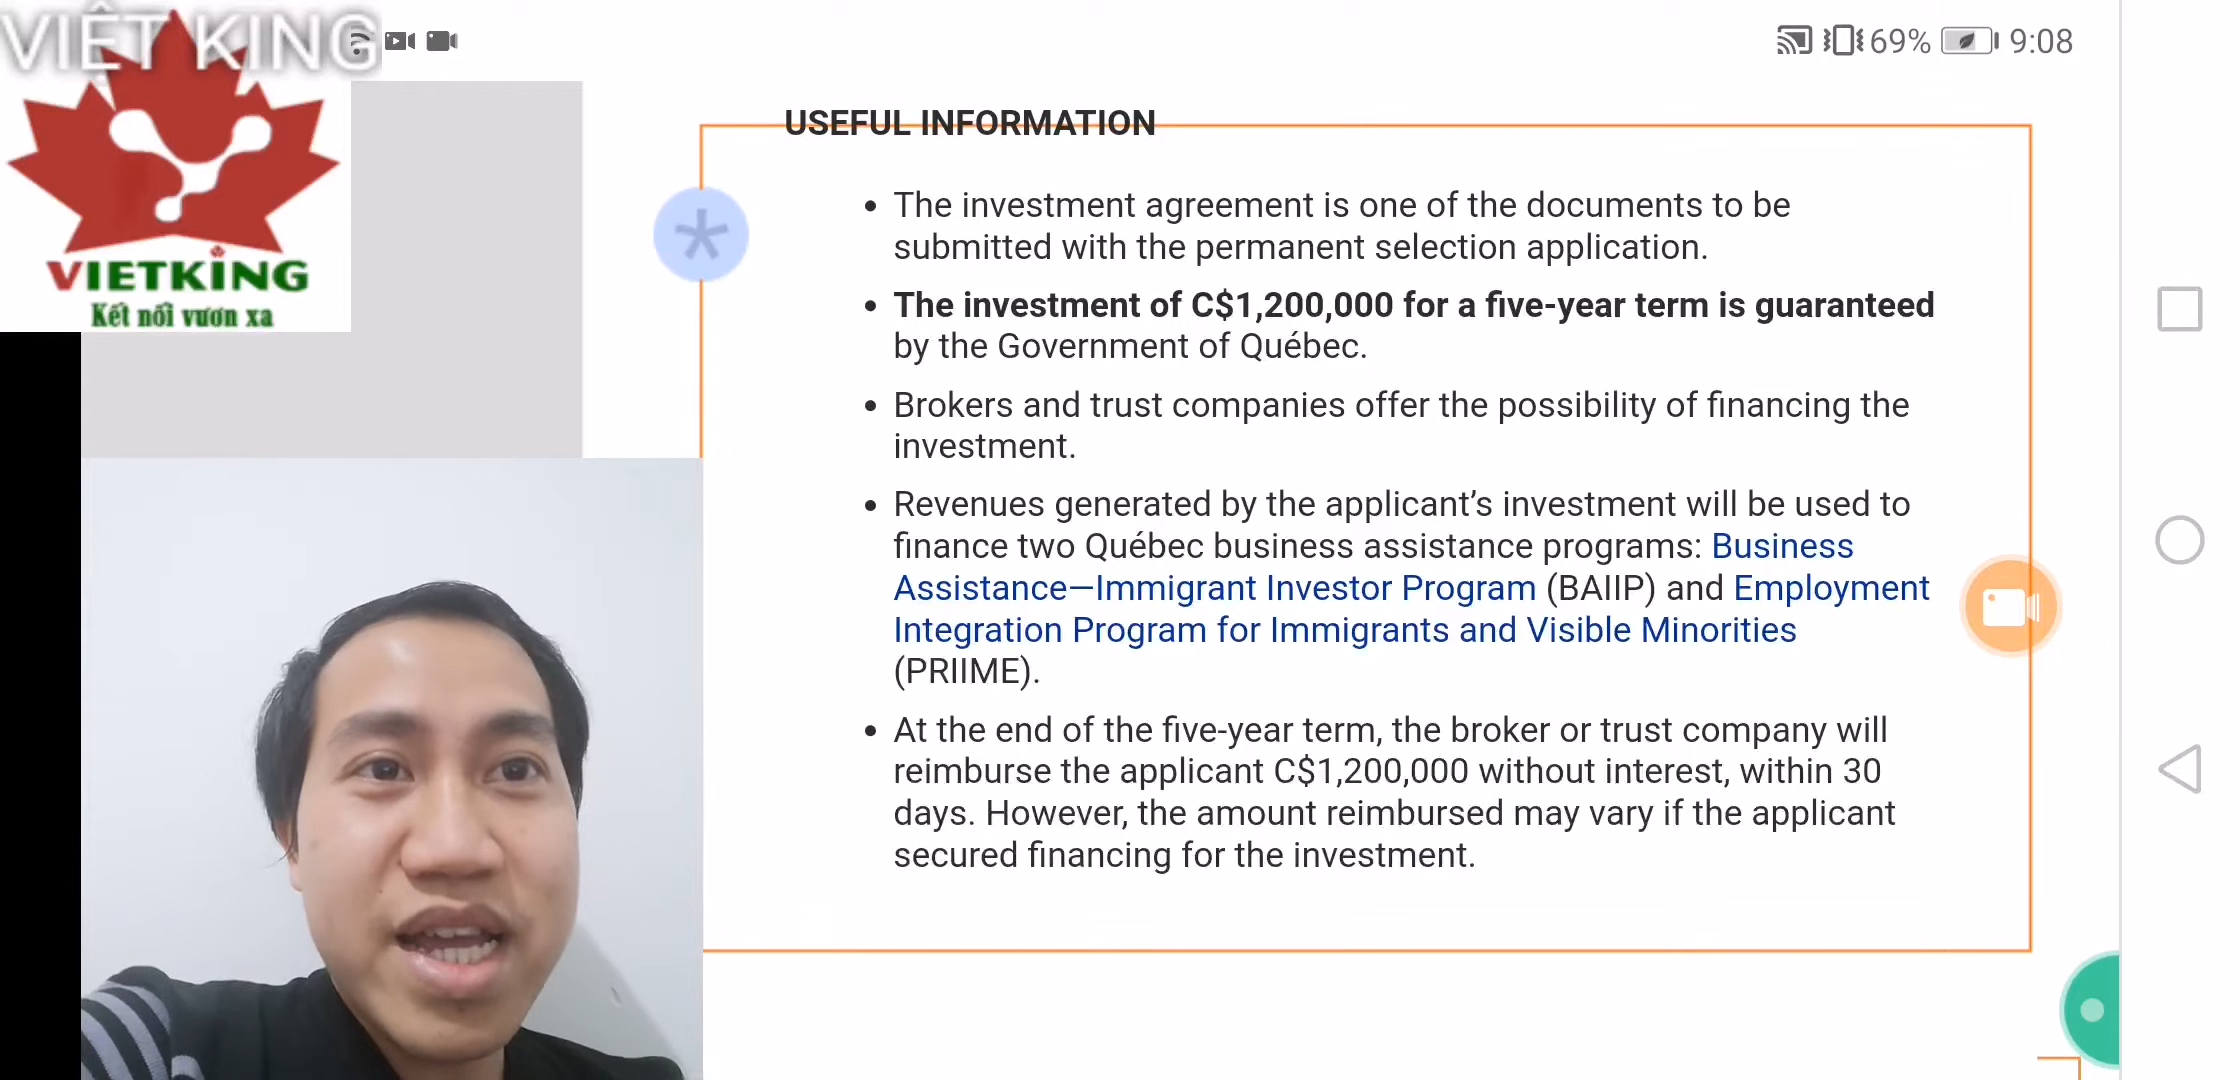 VIỆT KING
69% 9:08
VIETKING
Kết nối vươn xa
USEFUL INFORMATION
*
• The investment agreement is one of the documents to be
submitted with the permanent selection application.
• The investment of C$1,200,000 for a five-year term is guaranteed
by the Government of Québec.
• Brokers and trust companies offer the possibility of financing the
investment.
• Revenues generated by the applicant’s investment will be used to
finance two Québec business assistance programs: Business
Assistance—Immigrant Investor Program (BAIIP) and Employment
Integration Program for Immigrants and Visible Minorities
(PRIIME).
• At the end of the five-year term, the broker or trust company will
reimburse the applicant C$1,200,000 without interest, within 30
days. However, the amount reimbursed may vary if the applicant
secured financing for the investment.